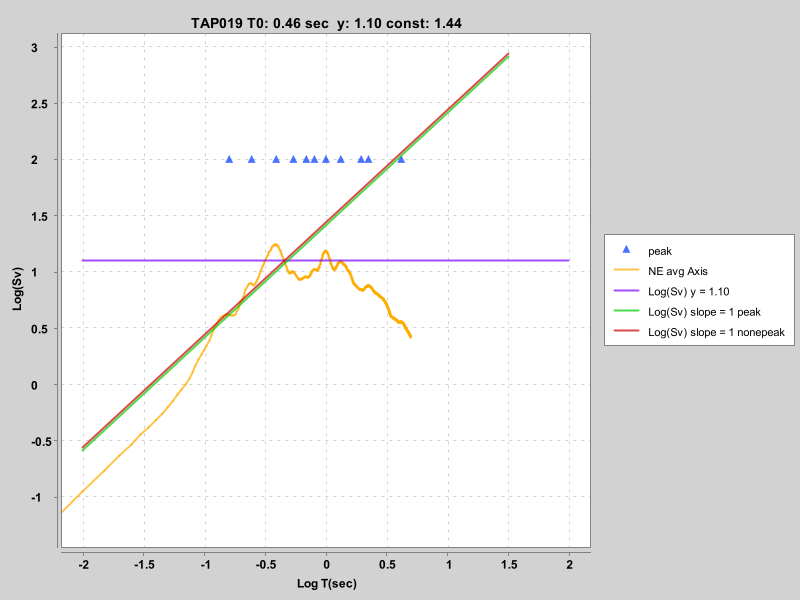 TAP019 T0: 0.46 sec  y: 1.10 const: 1.44
3
2.5
2
1.5
1
0.5
0
-0.5
-1
Log(Sv)
-2 -1.5 -1 -0.5 0 0.5 1 1.5 2
Log T(sec)
peak
NE avg Axis
Log(Sv) y = 1.10
Log(Sv) slope = 1 peak
Log(Sv) slope = 1 nonepeak